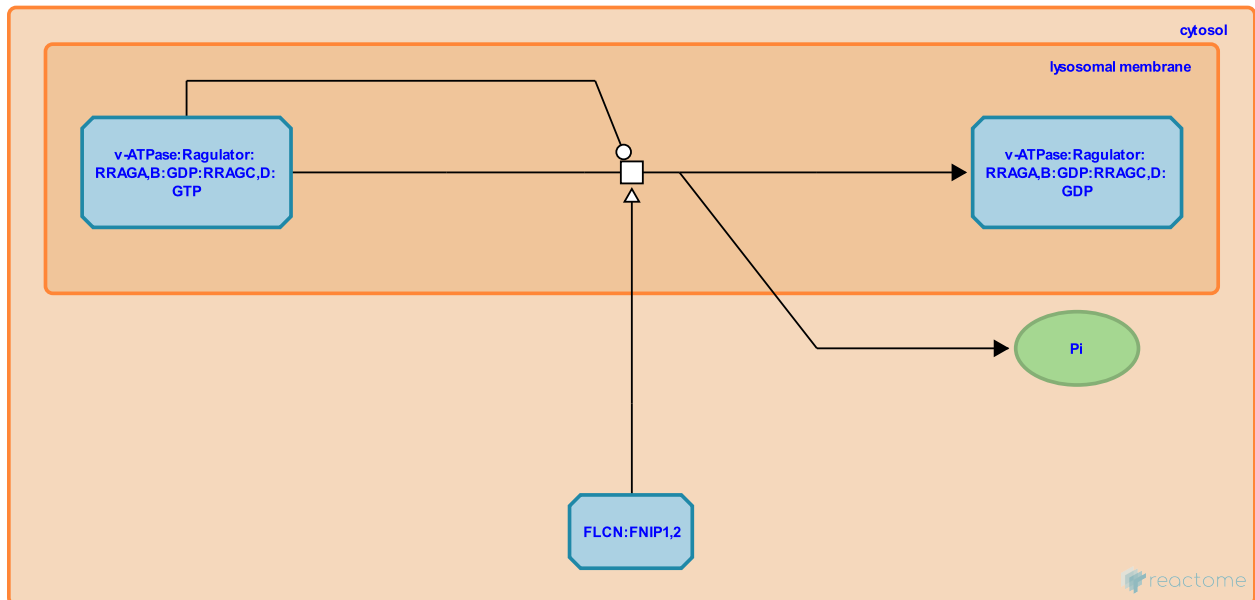 cytosol
lysosomal membrane
v-ATPase:Ragulator:
RRAGA,B:GDP:RRAGC,D:
GTP
v-ATPase:Ragulator:
RRAGA,B:GDP:RRAGC,D:
GDP
Pi
FLCN:FNIP1,2
reactome